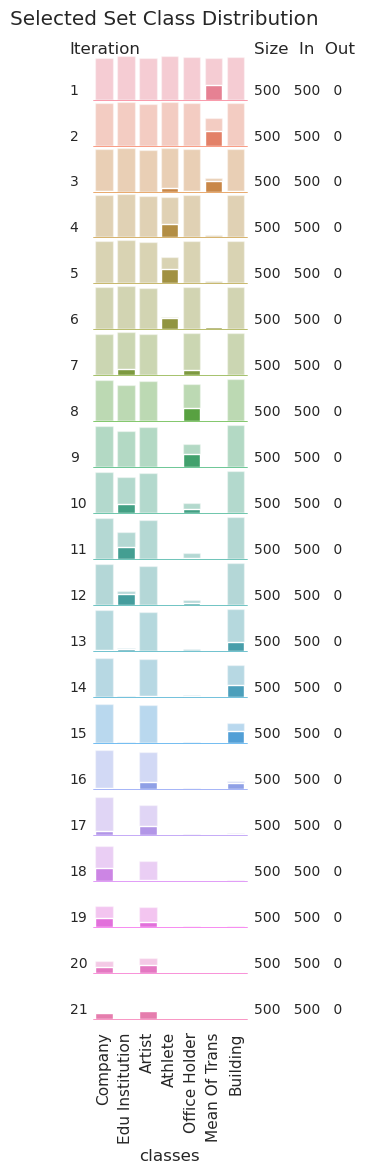 Selected Set Class Distribution
Iteration Size In Out
1 500 500 0
2 500 500 0
3 500 500 0
4 500 500 0
5 500 500 0
6 500 500 0
7 500 500 0
8 500 500 0
9 500 500 0
10 500 500 0
11 500 500 0
12 500 500 0
13 500 500 0
14 500 500 0
15 500 500 0
16 500 500 0
17 500 500 0
18 500 500 0
19 500 500 0
20 500 500 0
21 500 500 0
Company
Edu Institution
Artist
Athlete
Office Holder
Mean Of Trans
Building
classes